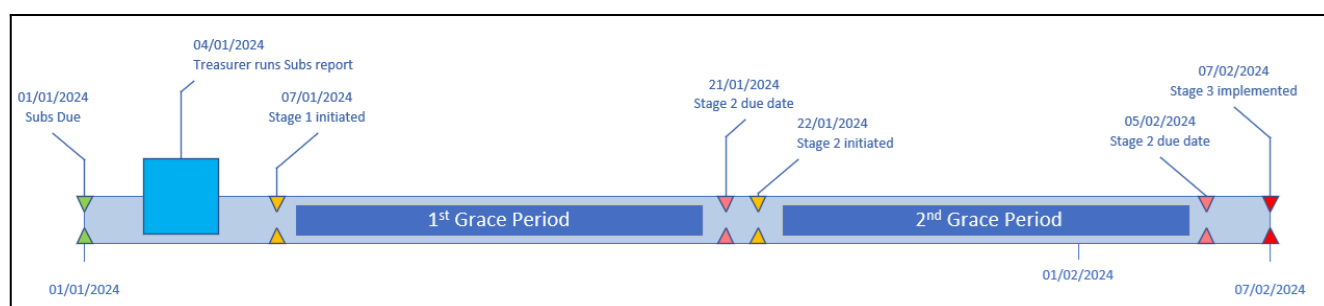 04/01/2024
Treasurer runs Subs report
01/01/2024
Subs Due
07/01/2024
Stage 1 initiated
21/01/2024
Stage 2 due date
22/01/2024
Stage 2 initiated
07/02/2024
Stage 3 implemented
05/02/2024
Stage 2 due date
1st Grace Period
2nd Grace Period
01/01/2024
01/02/2024
07/02/2024